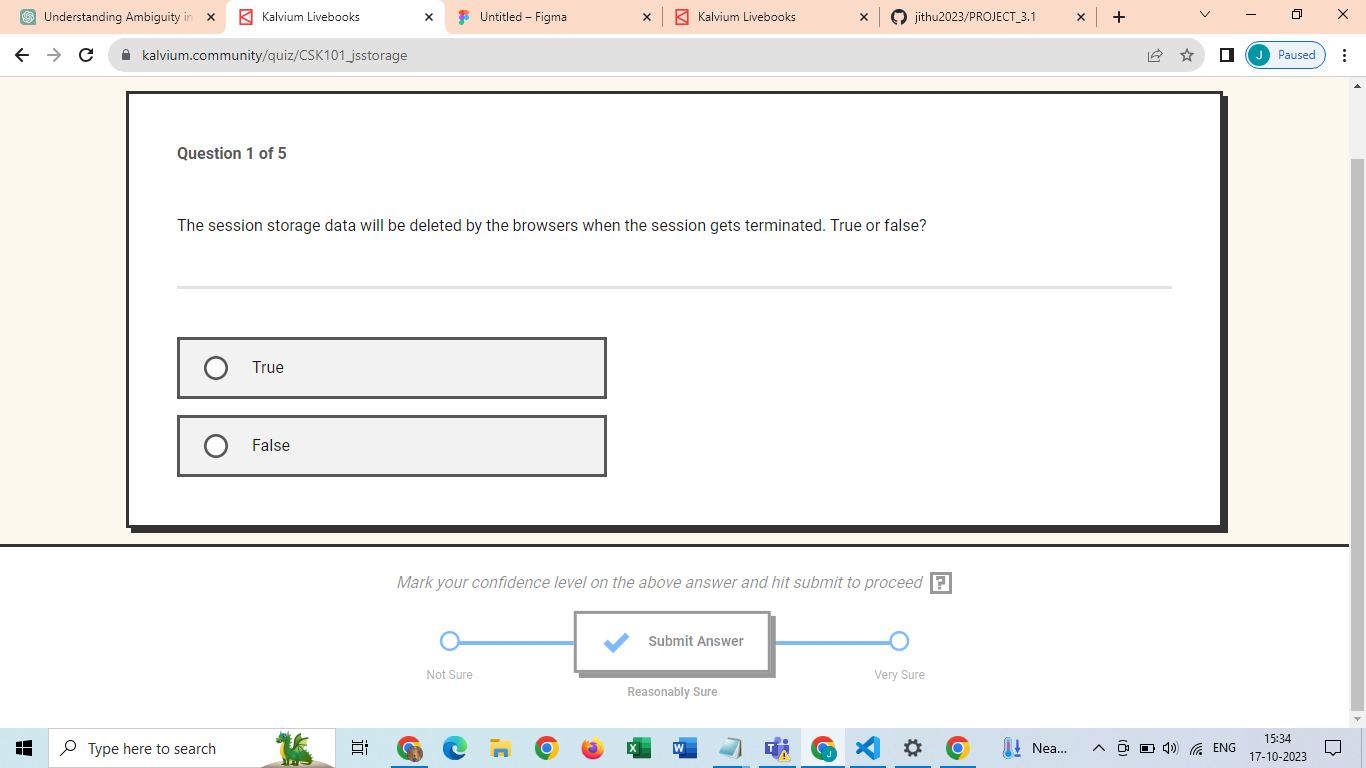 Understanding Ambiguity in
Kalvium Livebooks
Untitled – Figma
Kalvium Livebooks
jithu2023/PROJECT_3.1
kalvium.community/quiz/CSK101_jsstorage
J
Paused
Question 1 of 5
The session storage data will be deleted by the browsers when the session gets terminated. True or false?
True
False
Mark your confidence level on the above answer and hit submit to proceed ?
Submit Answer
Not Sure
Reasonably Sure
Very Sure
Type here to search
Nea...
ENG
15:34
17-10-2023